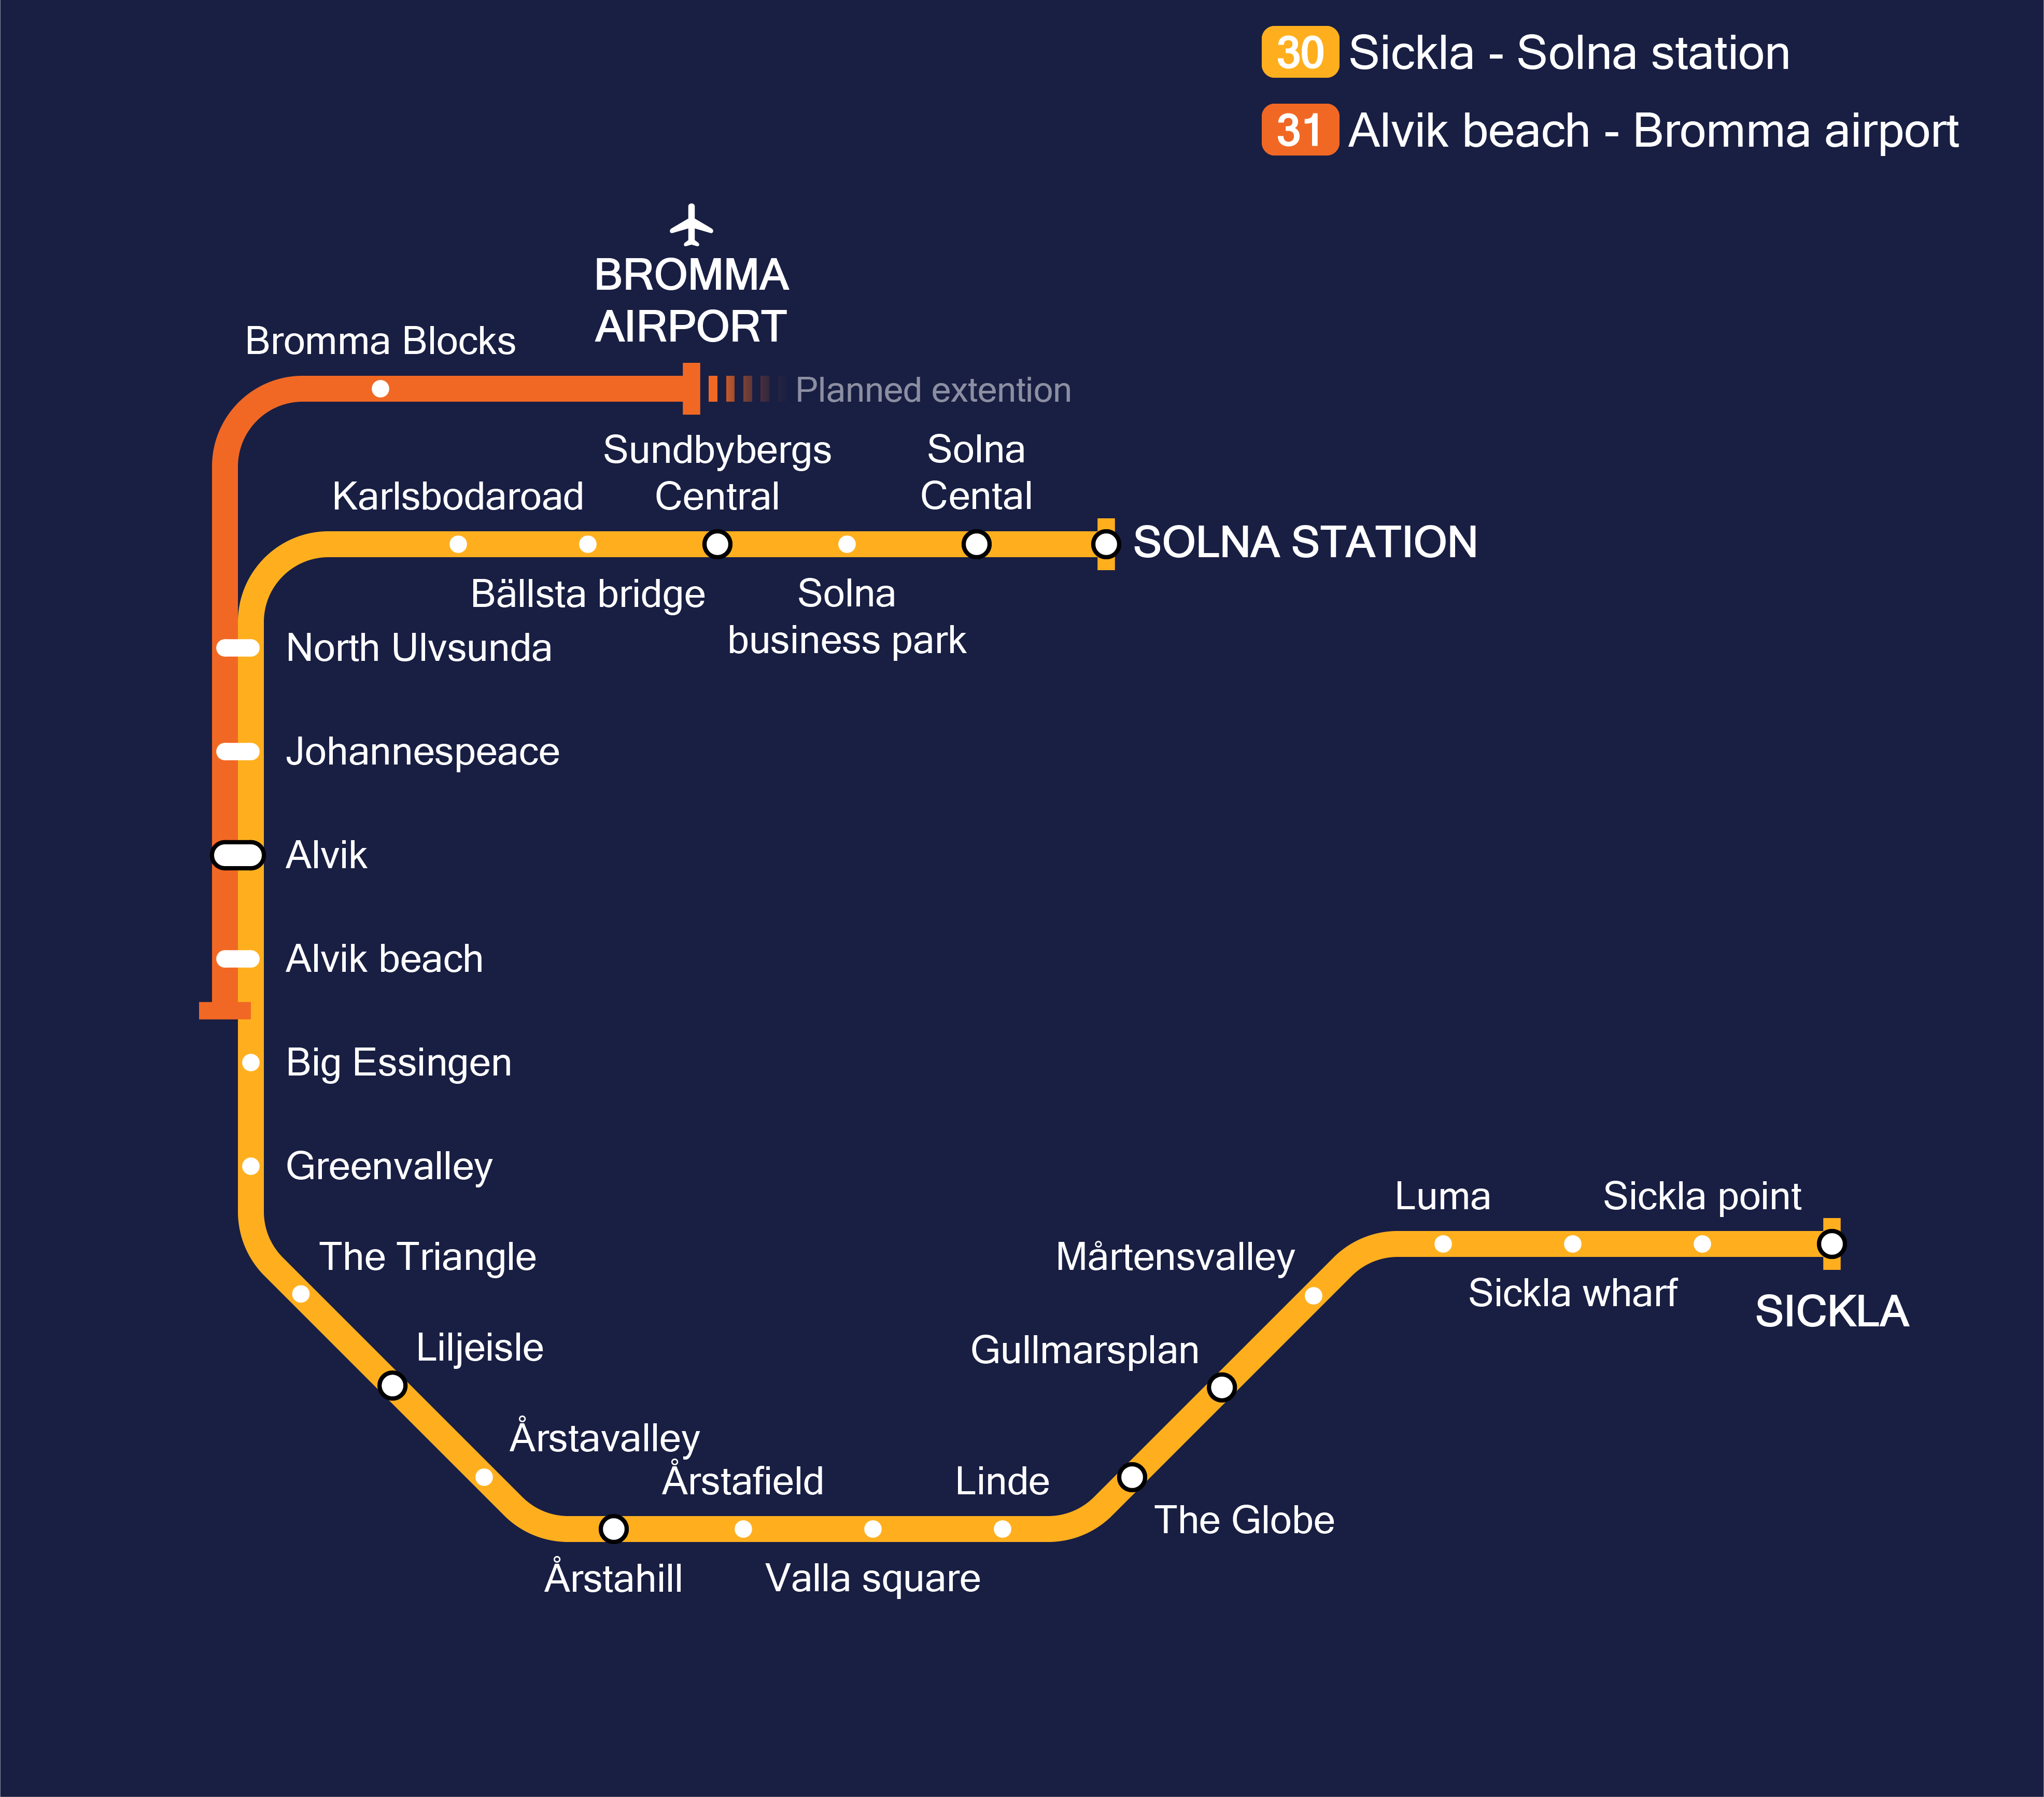 30 Sickla - Solna station
31 Alvik beach - Bromma airport
BROMMA
AIRPORT
Bromma Blocks
Planned extention
Sundbybergs
Central
Solna
Cental
Karlsbodaroad
SOLNA STATION
Bällsta bridge
Solna
business park
North Ulvsunda
Johannespeace
Alvik
Alvik beach
Big Essingen
Greenvalley
The Triangle
Liljeisle
Årstavalley
Årstahill
Årstafield
Valla square
Linde
The Globe
Gullmarsplan
Mårtensvalley
Luma
Sickla wharf
Sickla point
SICKLA